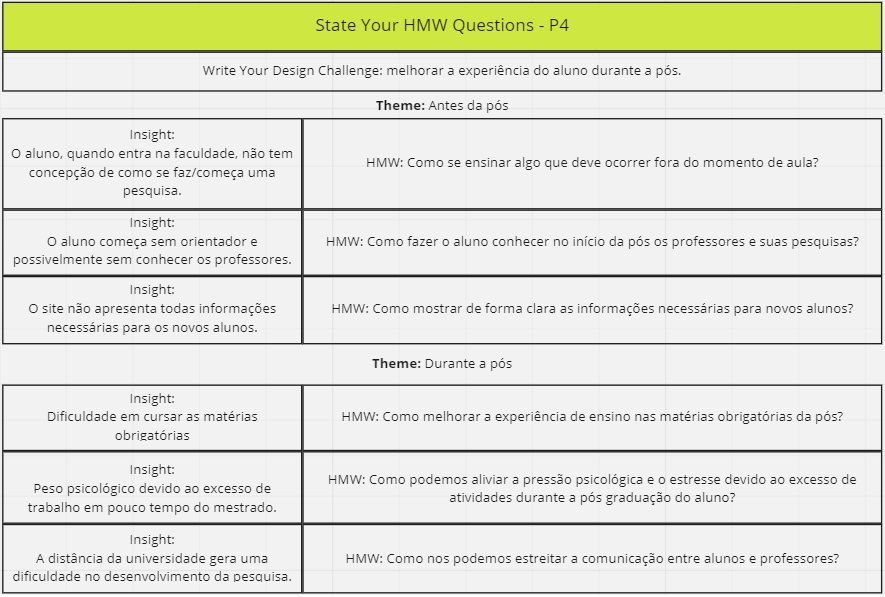 State Your HMW Questions - P4
Write Your Design Challenge: melhorar a experiência do aluno durante a pós.
Theme: Antes da pós
Insight:
O aluno, quando entra na faculdade, não tem
concepção de como se faz/começa uma
pesquisa.
HMW: Como se ensinar algo que deve ocorrer fora do momento de aula?
Insight:
O aluno começa sem orientador e
possivelmente sem conhecer os professores.
HMW: Como fazer o aluno conhecer no início da pós os professores e suas pesquisas?
Insight:
O site não apresenta todas informações
necessárias para os novos alunos.
HMW: Como mostrar de forma clara as informações necessárias para novos alunos?
Theme: Durante a pós
Insight:
Dificuldade em cursar as matérias
obrigatórias
HMW: Como melhorar a experiência de ensino nas matérias obrigatórias da pós?
Insight:
Peso psicológico devido ao excesso de
trabalho em pouco tempo do mestrado.
HMW: Como podemos aliviar a pressão psicológica e o estresse devido ao excesso de
atividades durante a pós graduação do aluno?
Insight:
A distância da universidade gera uma
dificuldade no desenvolvimento da pesquisa.
HMW: Como nos podemos estreitar a comunicação entre alunos e professores?